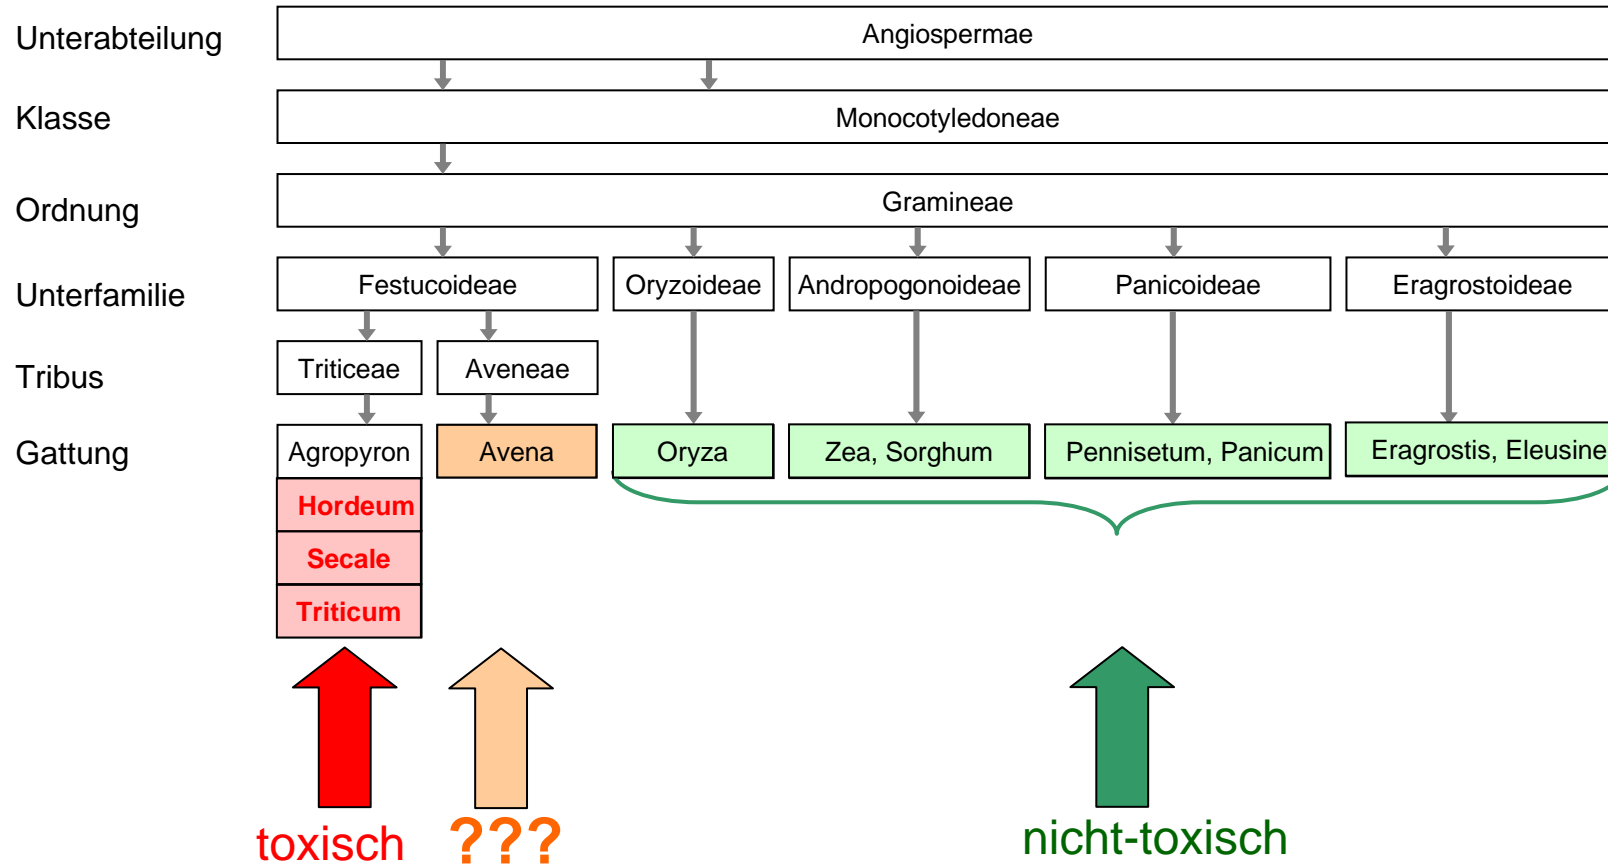 Unterabteilung
Angiospermae
Klasse
Monocotyledoneae
Ordnung
Gramineae
Unterfamilie
Festucoideae
Oryzoideae
Andropogonoideae
Panicoideae
Eragrostoideae
Tribus
Triticeae
Aveneae
Gattung
Agropyron
Avena
Oryza
Zea, Sorghum
Pennisetum, Panicum
Eragrostis, Eleusine
Hordeum
Secale
Triticum
toxisch
???
nicht-toxisch